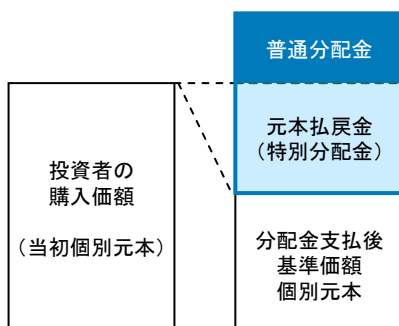 普通分配金
元本払戻金
（特別分配金）
投資者の
購入価額
（当初個別元本）
分配金支払後
基準価額
個別元本